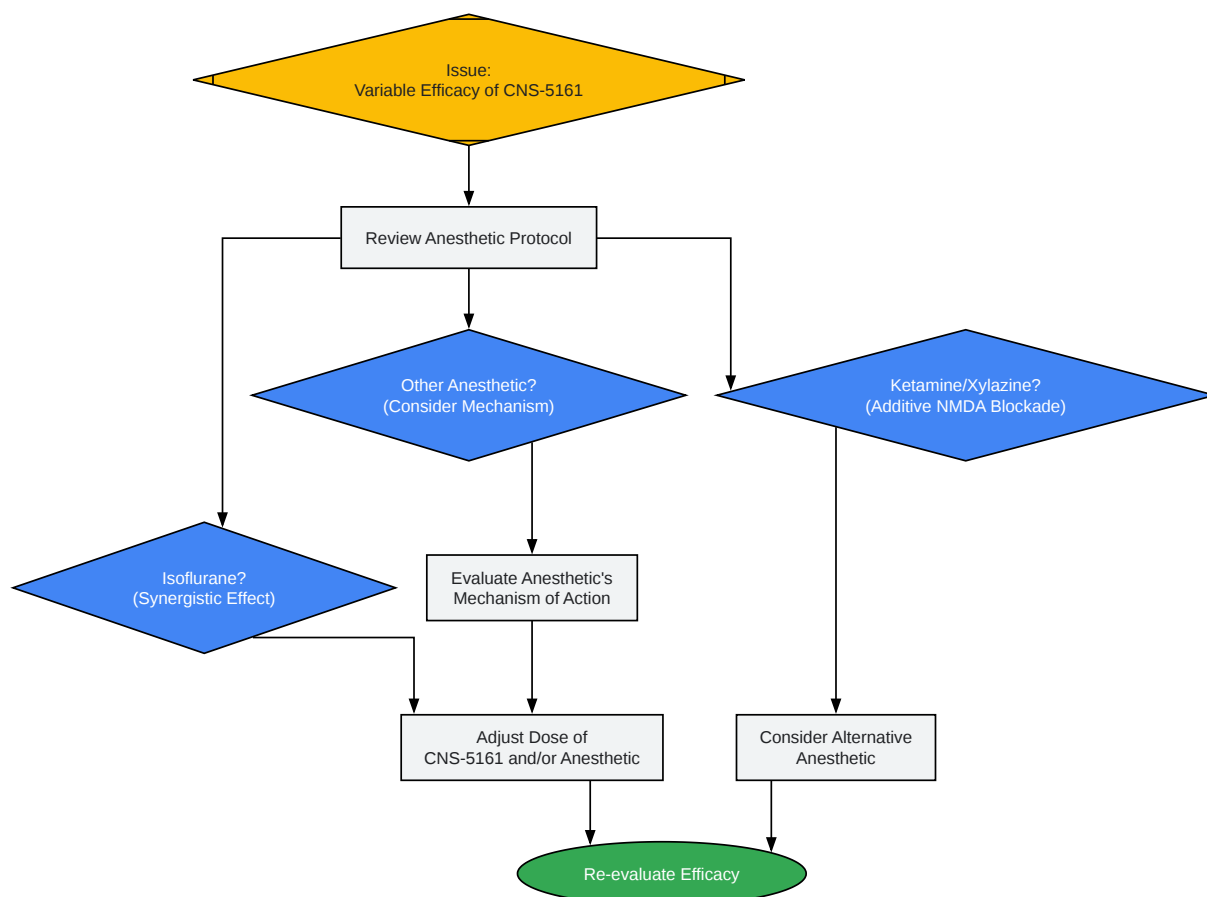 Issue:
Variable Efficacy of CNS-5161
Review Anesthetic Protocol
Other Anesthetic?
(Consider Mechanism)
Ketamine/Xylazine?
(Additive NMDA Blockade)
Isoflurane?
(Synergistic Effect)
Evaluate Anesthetic's
Mechanism of Action
Adjust Dose of
CNS-5161 and/or Anesthetic
Consider Alternative
Anesthetic
Re-evaluate Efficacy